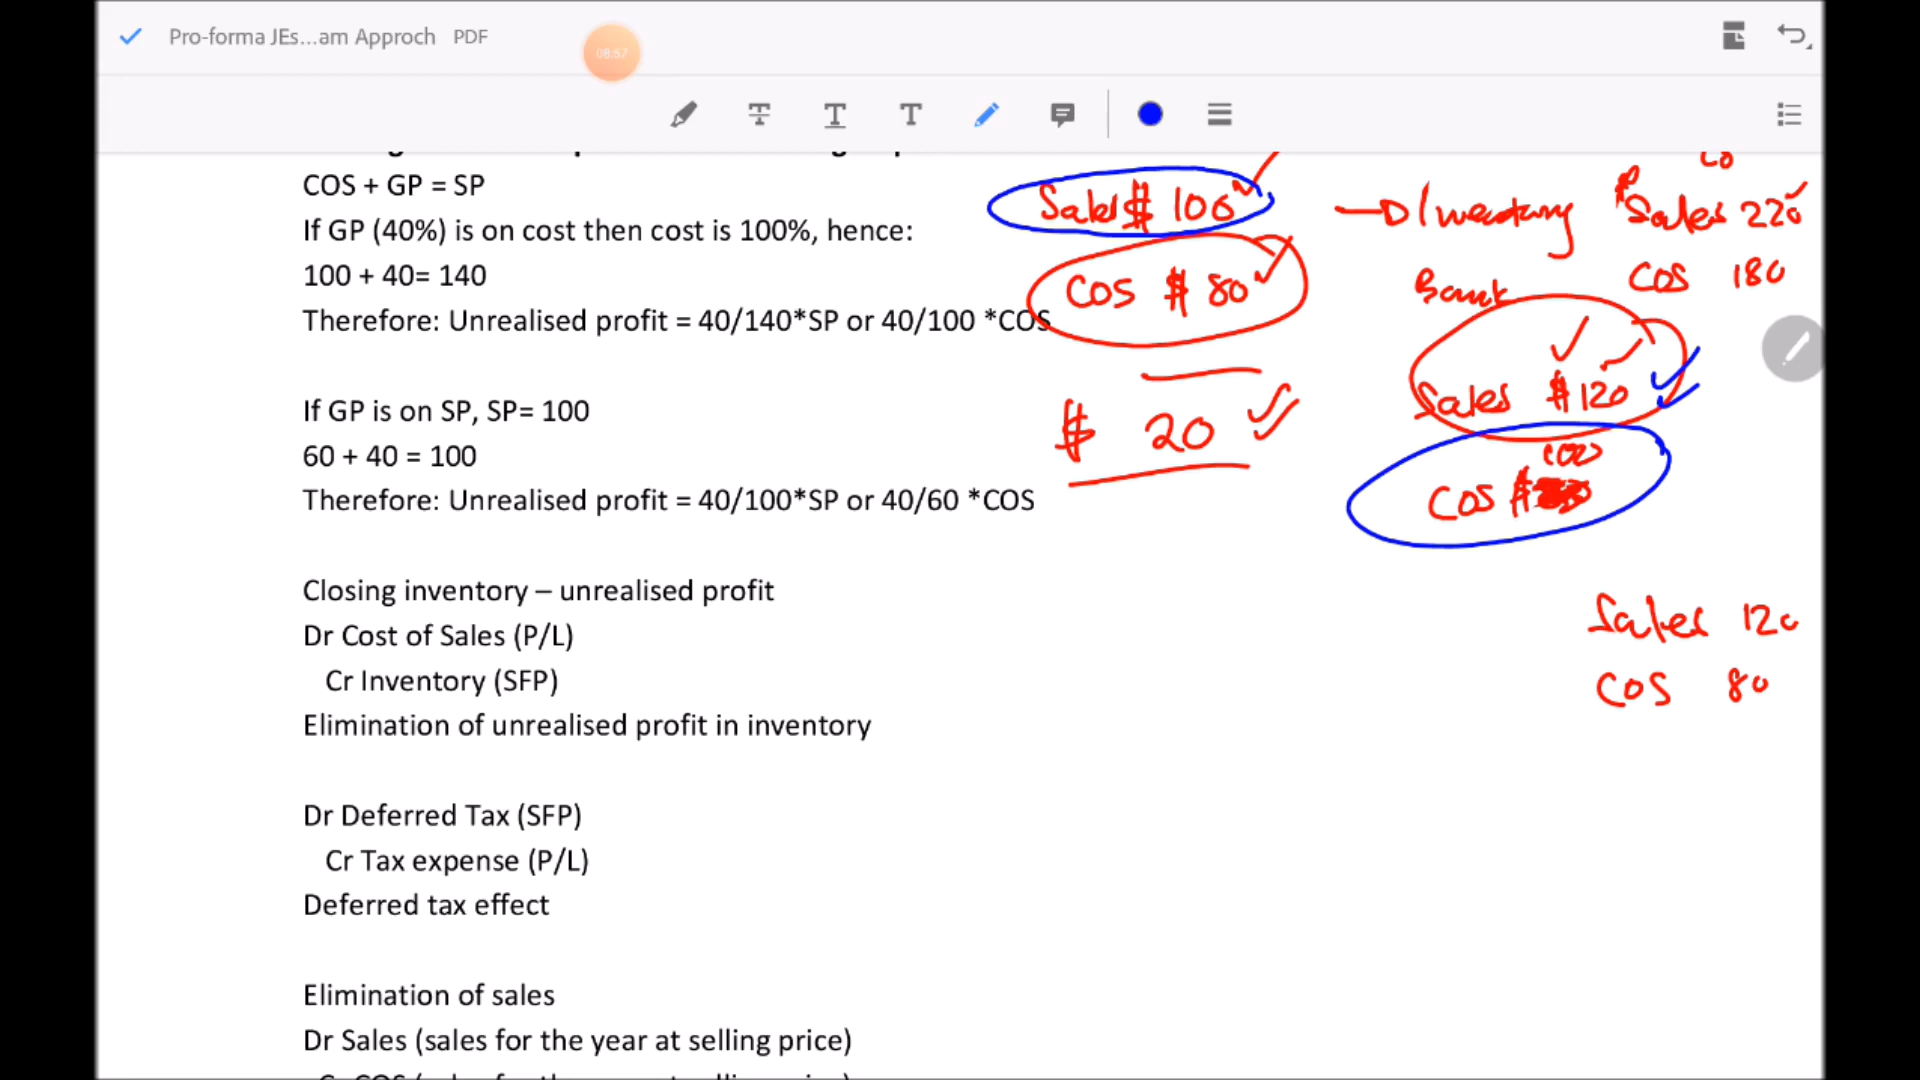 Pro-forma JEs...am Approch PDF
08:57
COS + GP = SP
If GP (40%) is on cost then cost is 100%, hence:
100 + 40= 140
Therefore: Unrealised profit = 40/140*SP or 40/100 *COS
If GP is on SP, SP= 100
60 + 40 = 100
Therefore: Unrealised profit = 40/100*SP or 40/60 *COS
Closing inventory – unrealised profit
Dr Cost of Sales (P/L)
Cr Inventory (SFP)
Elimination of unrealised profit in inventory
Dr Deferred Tax (SFP)
Cr Tax expense (P/L)
Deferred tax effect
Elimination of sales
Dr Sales (sales for the year at selling price)
Sales $ 100
COS $ 80
$ 20
Bank
Sales $ 120
COS $
100
Sales 220
COS 180
Sales 120
COS 80